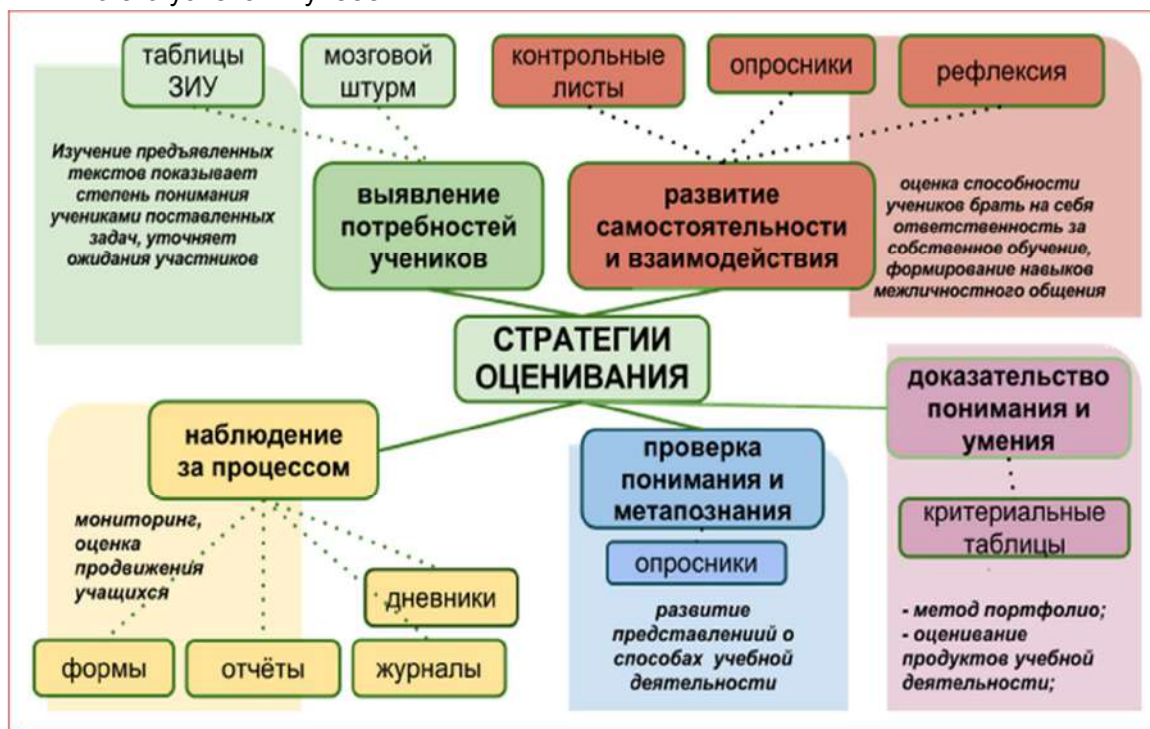 таблицы
ЗИУ
мозговой
штурм
контрольные
листы
опросники
рефлексия
Изучение предъявленных
текстов показывает
степень понимания
учениками поставленных
задач, уточняет
ожидания участников
выявление
потребностей
учеников
развитие
самостоятельности
и взаимодействия
оценка способности
учеников брать на себя
ответственность за
собственное обучение,
формирование навыков
межличностного общения
СТРАТЕГИИ
ОЦЕНИВАНИЯ
наблюдение
за процессом
мониторинг,
оценка
продвижения
учащихся
дневники
формы
отчёты
журналы
проверка
понимания и
метапознания
опросники
развитие
представлениий о
способах учебной
деятельности
доказательство
понимания и
умения
критериальные
таблицы
- метод портфолио;
- оценивание
продуктов учебной
деятельности;